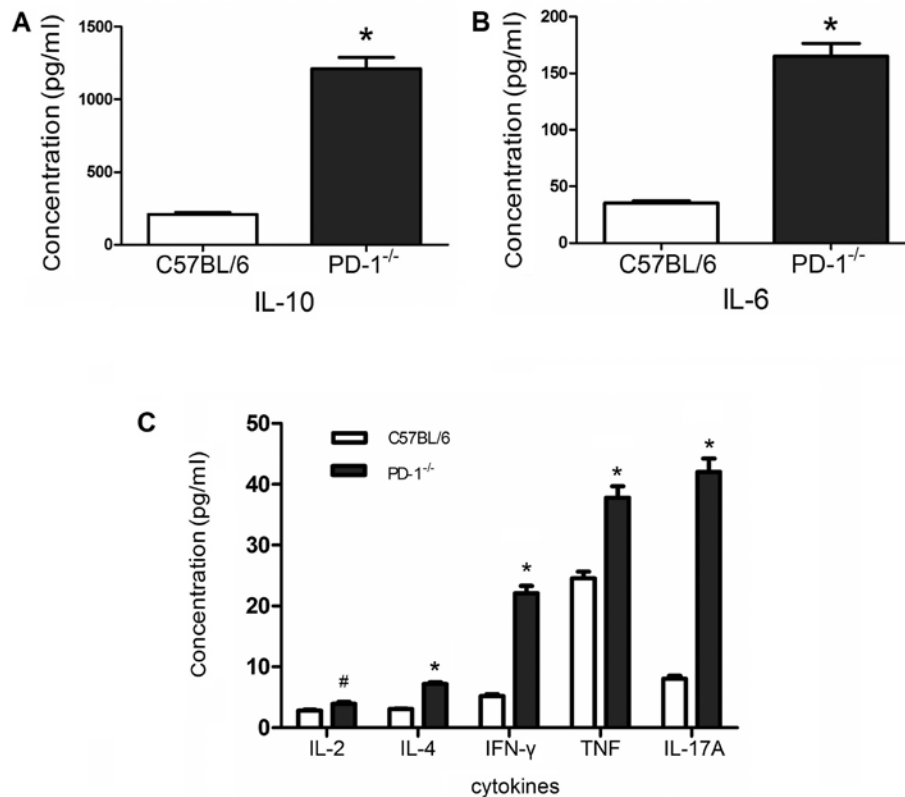 A
Concentration (pg/ml)
1500
1000
500
0
*
C57BL/6 PD-1⁻/⁻
IL-10
B
Concentration (pg/ml)
200
150
100
50
0
*
C57BL/6 PD-1⁻/⁻
IL-6
C
Concentration (pg/ml)
50
40
30
20
10
0
C57BL/6
PD-1⁻/⁻
# * * * *
IL-2 IL-4 IFN-γ TNF IL-17A
cytokines